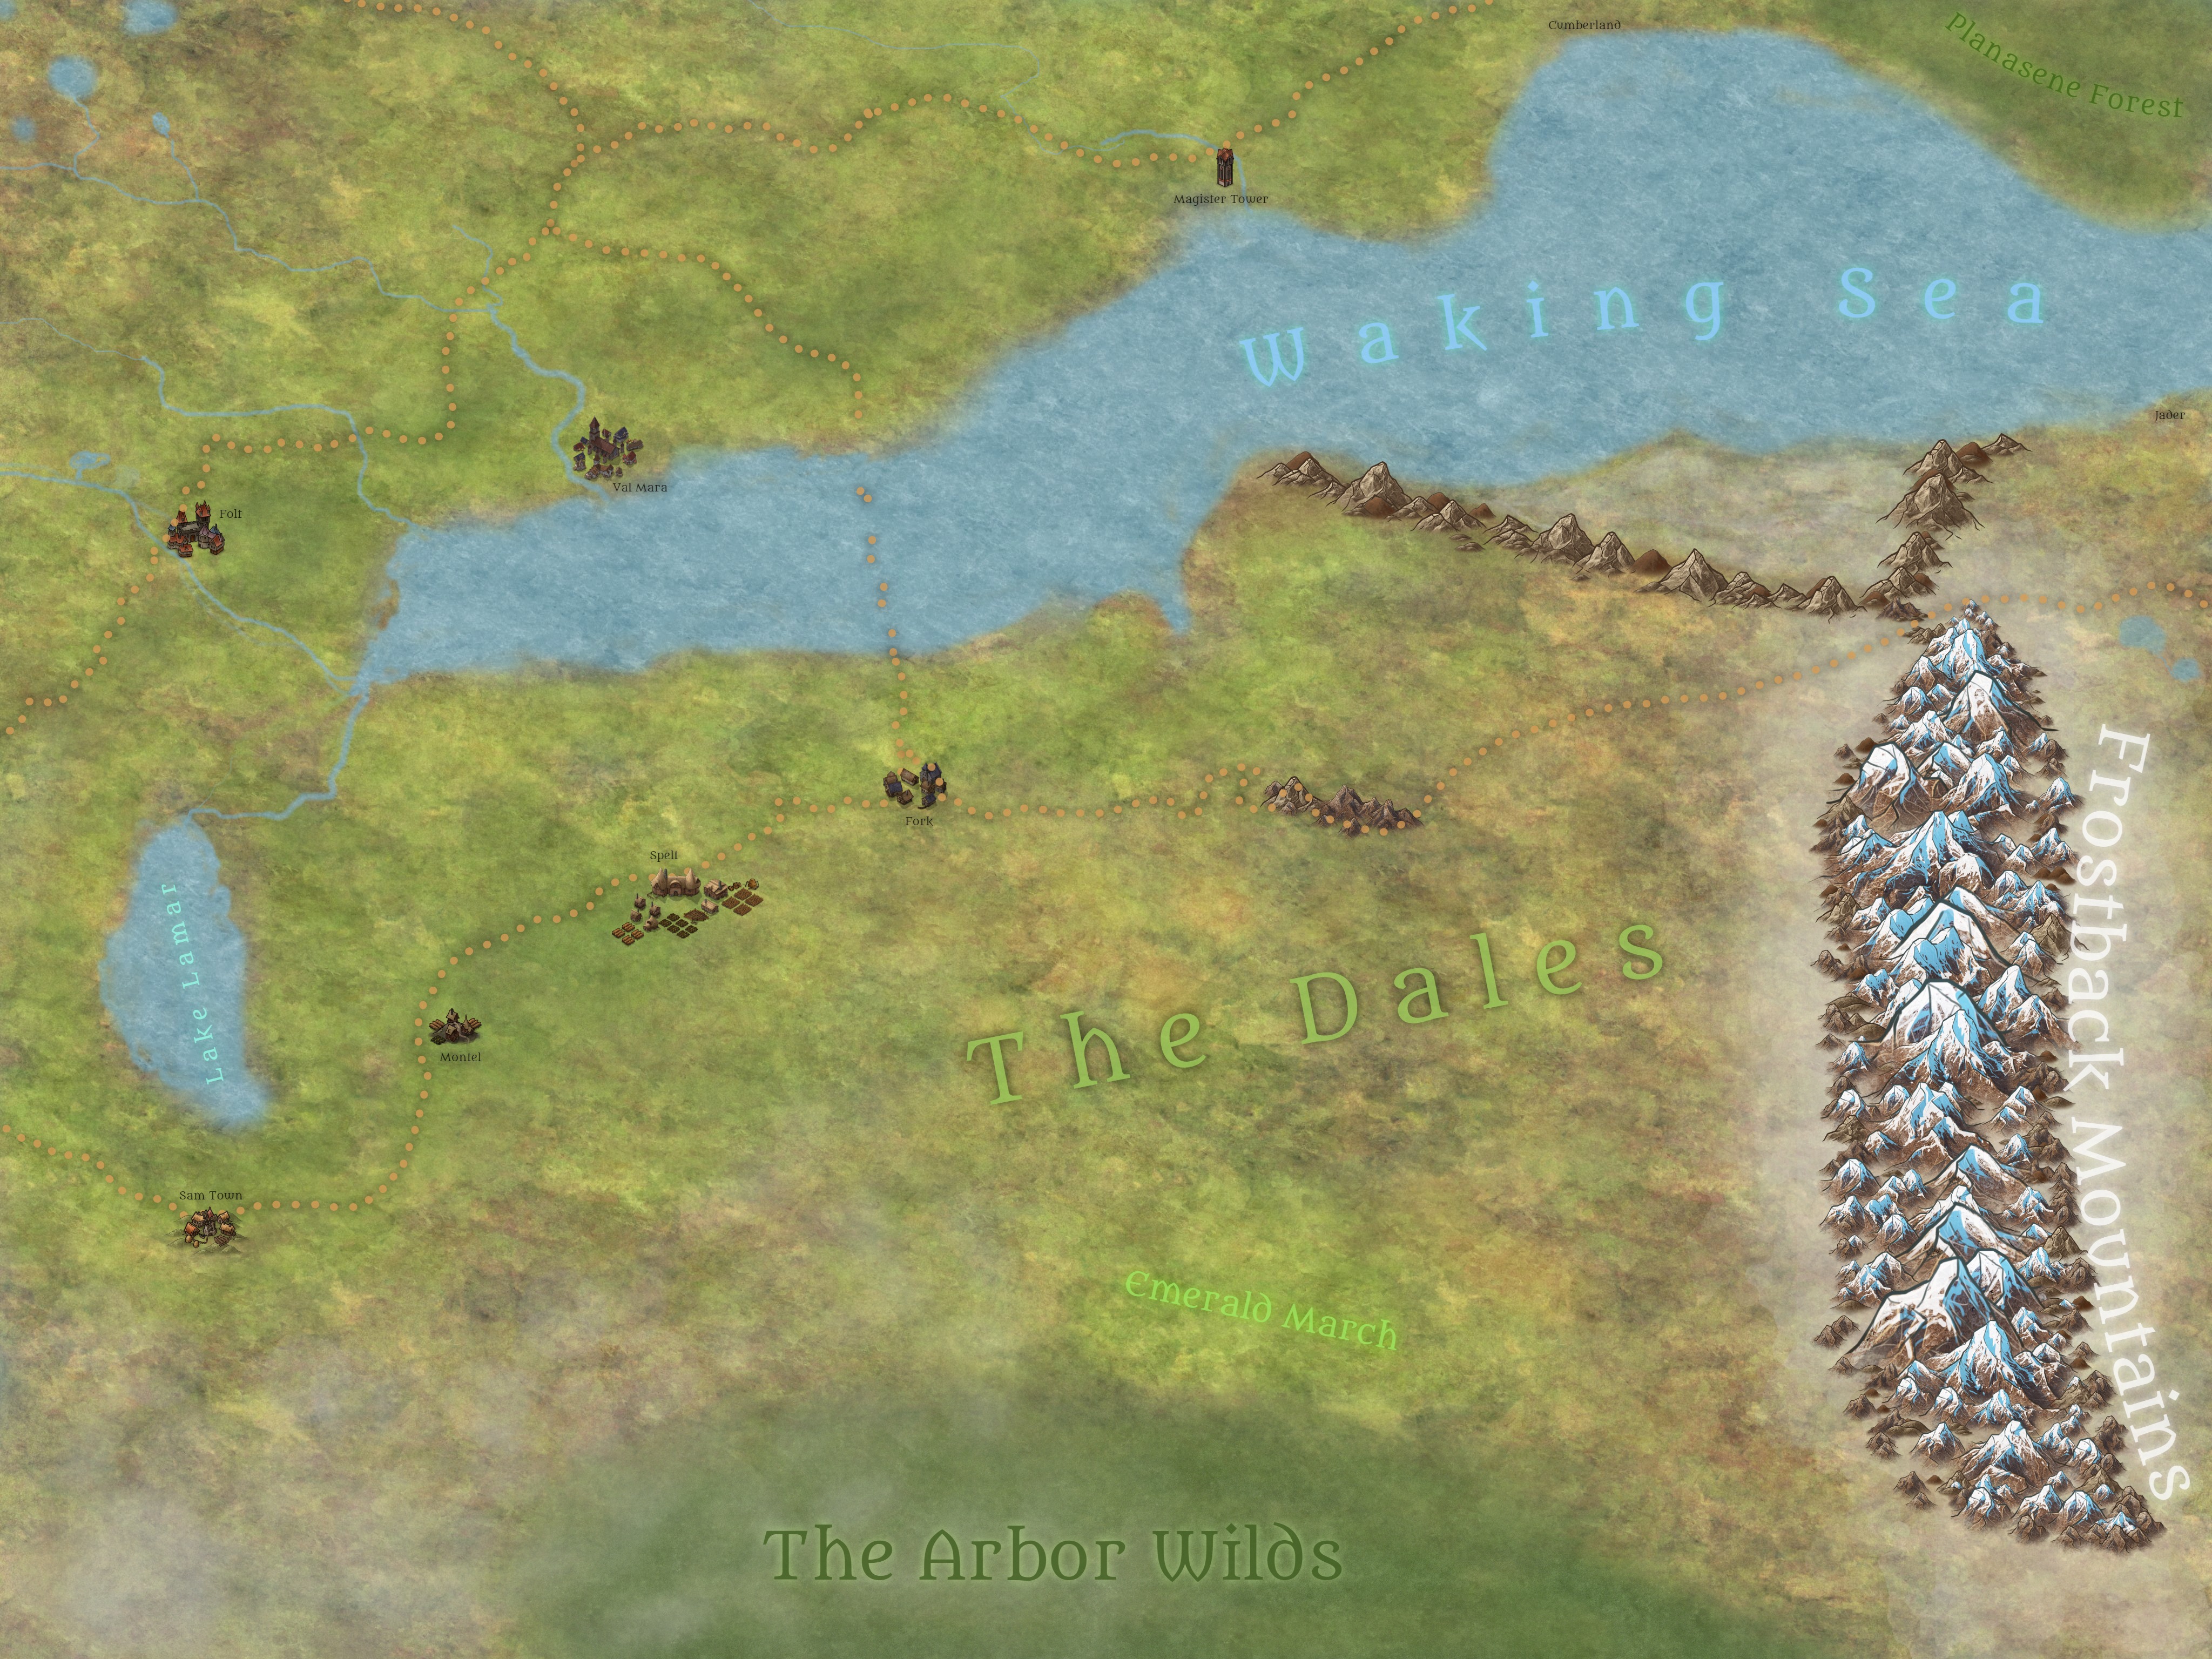 Cumberland
Planasene Forest
Magister Tower
Waking Sea
Jader
Val Mara
Folt
Frostback Mountains
Fork
Spelt
Lake Lamar
The Dales
Montel
Sam Town
Emerald March
The Arbor Wilds